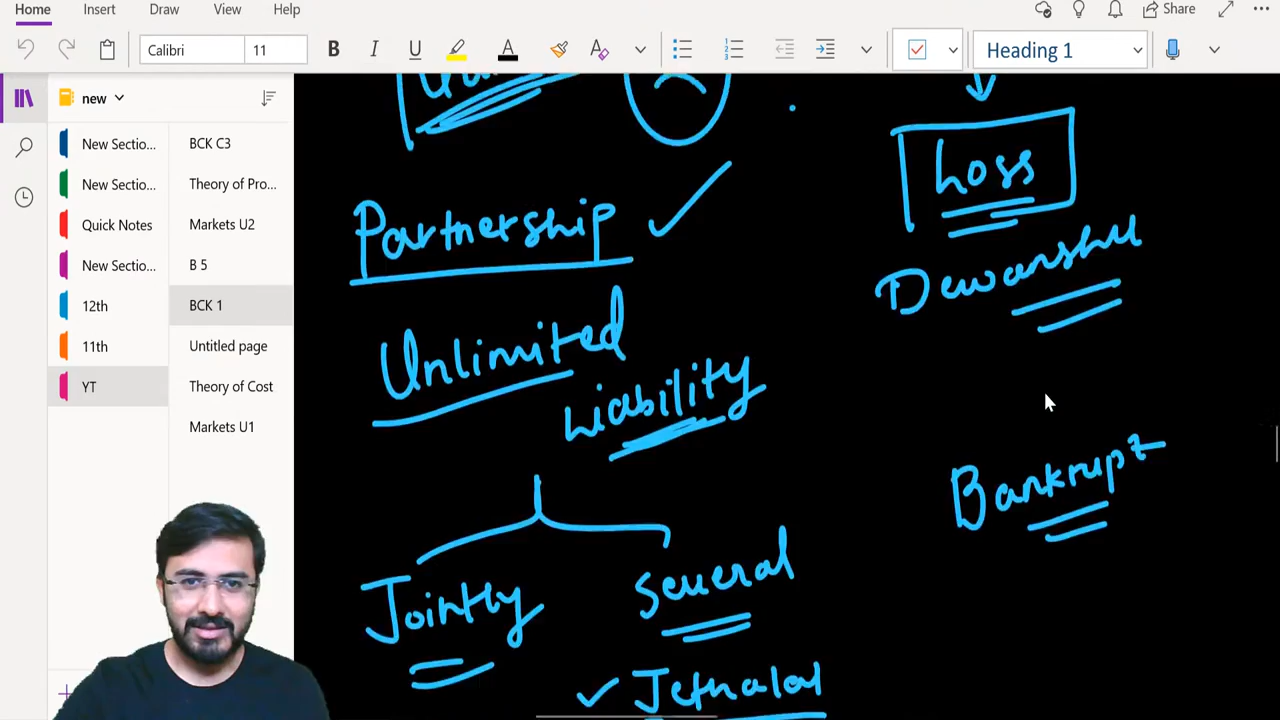 Home Insert Draw View Help Share
Calibri 11 B I U A Heading 1
new
New Sectio...
New Sectio...
Quick Notes
New Sectio...
12th
11th
YT
BCK C3
Theory of Pro...
Markets U2
B 5
BCK 1
Untitled page
Theory of Cost
Markets U1
Loss
Partnership
Dewanshu
Unlimited
Liability
Bankrupt
Jointly
Several
Jethalal